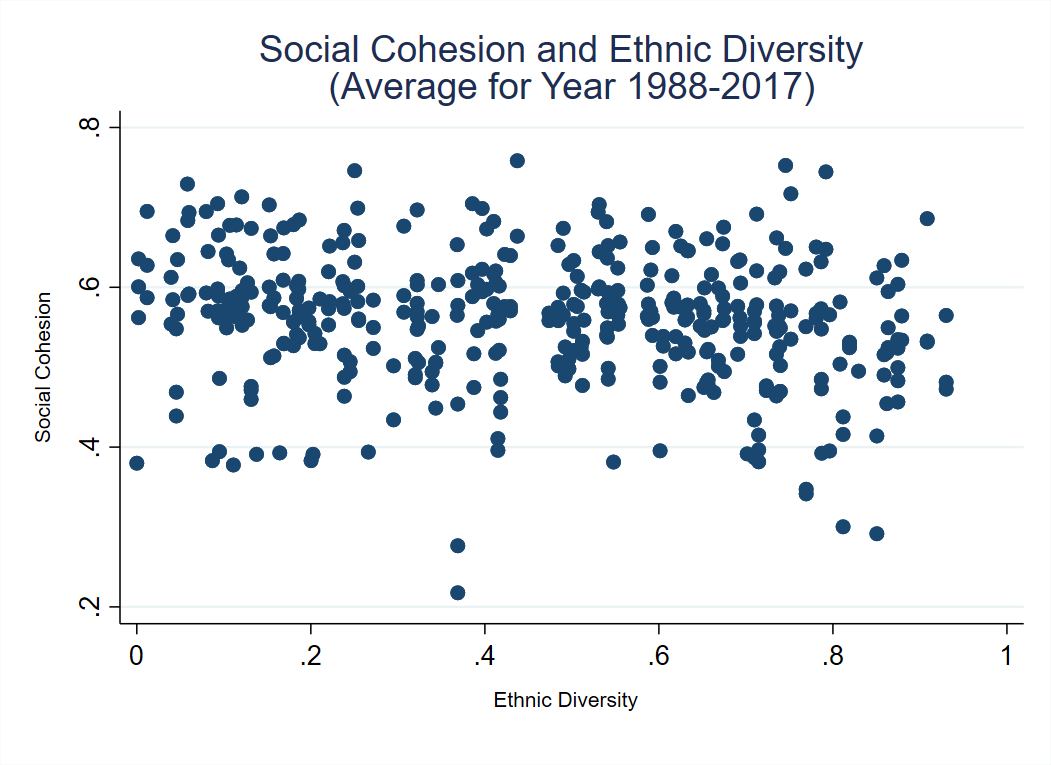 Social Cohesion and Ethnic Diversity
(Average for Year 1988-2017)
.8
.6
.4
.2
Social Cohesion
0 .2 .4 .6 .8 1
Ethnic Diversity